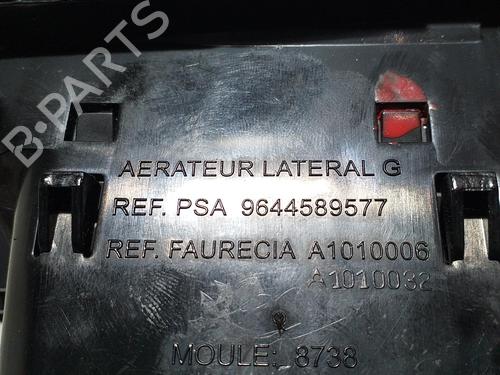 B-PARTS
AERATEUR LATERAL G
REF. PSA 9644589577
REF. FAURECIA A1010006
A1010032
MOULE: 8738